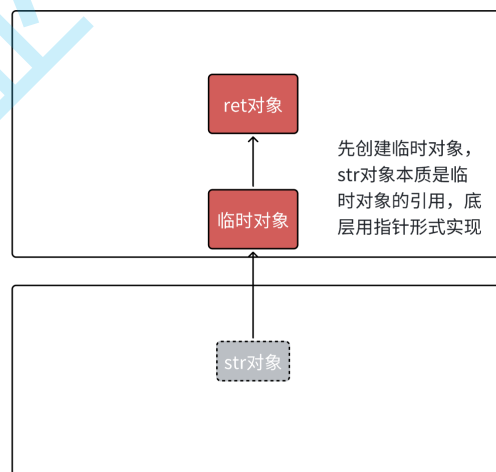 ret对象
先创建临时对象，
str对象本质是临
时对象的引用，底
层用指针形式实现
临时对象
str对象